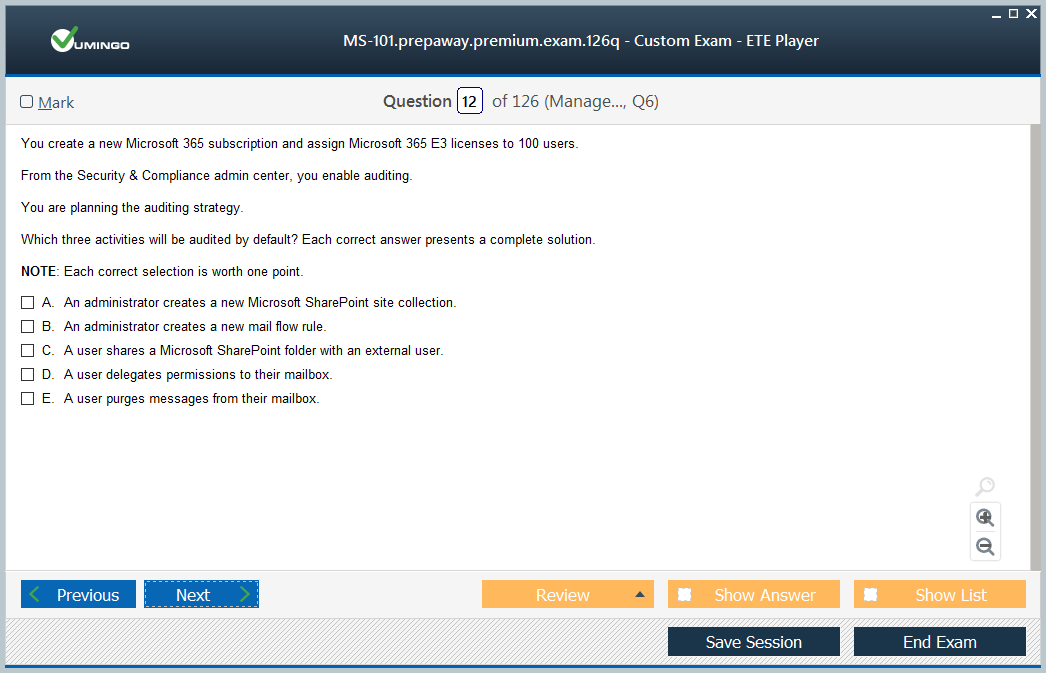 VUMINGO
MS-101.prepaway.premium.exam.126q - Custom Exam - ETE Player
Mark
Question 12 of 126 (Manage..., Q6)
You create a new Microsoft 365 subscription and assign Microsoft 365 E3 licenses to 100 users.
From the Security & Compliance admin center, you enable auditing.
You are planning the auditing strategy.
Which three activities will be audited by default? Each correct answer presents a complete solution.
NOTE: Each correct selection is worth one point.
A. An administrator creates a new Microsoft SharePoint site collection.
B. An administrator creates a new mail flow rule.
C. A user shares a Microsoft SharePoint folder with an external user.
D. A user delegates permissions to their mailbox.
E. A user purges messages from their mailbox.
Previous
Next
Review
Show Answer
Show List
Save Session
End Exam